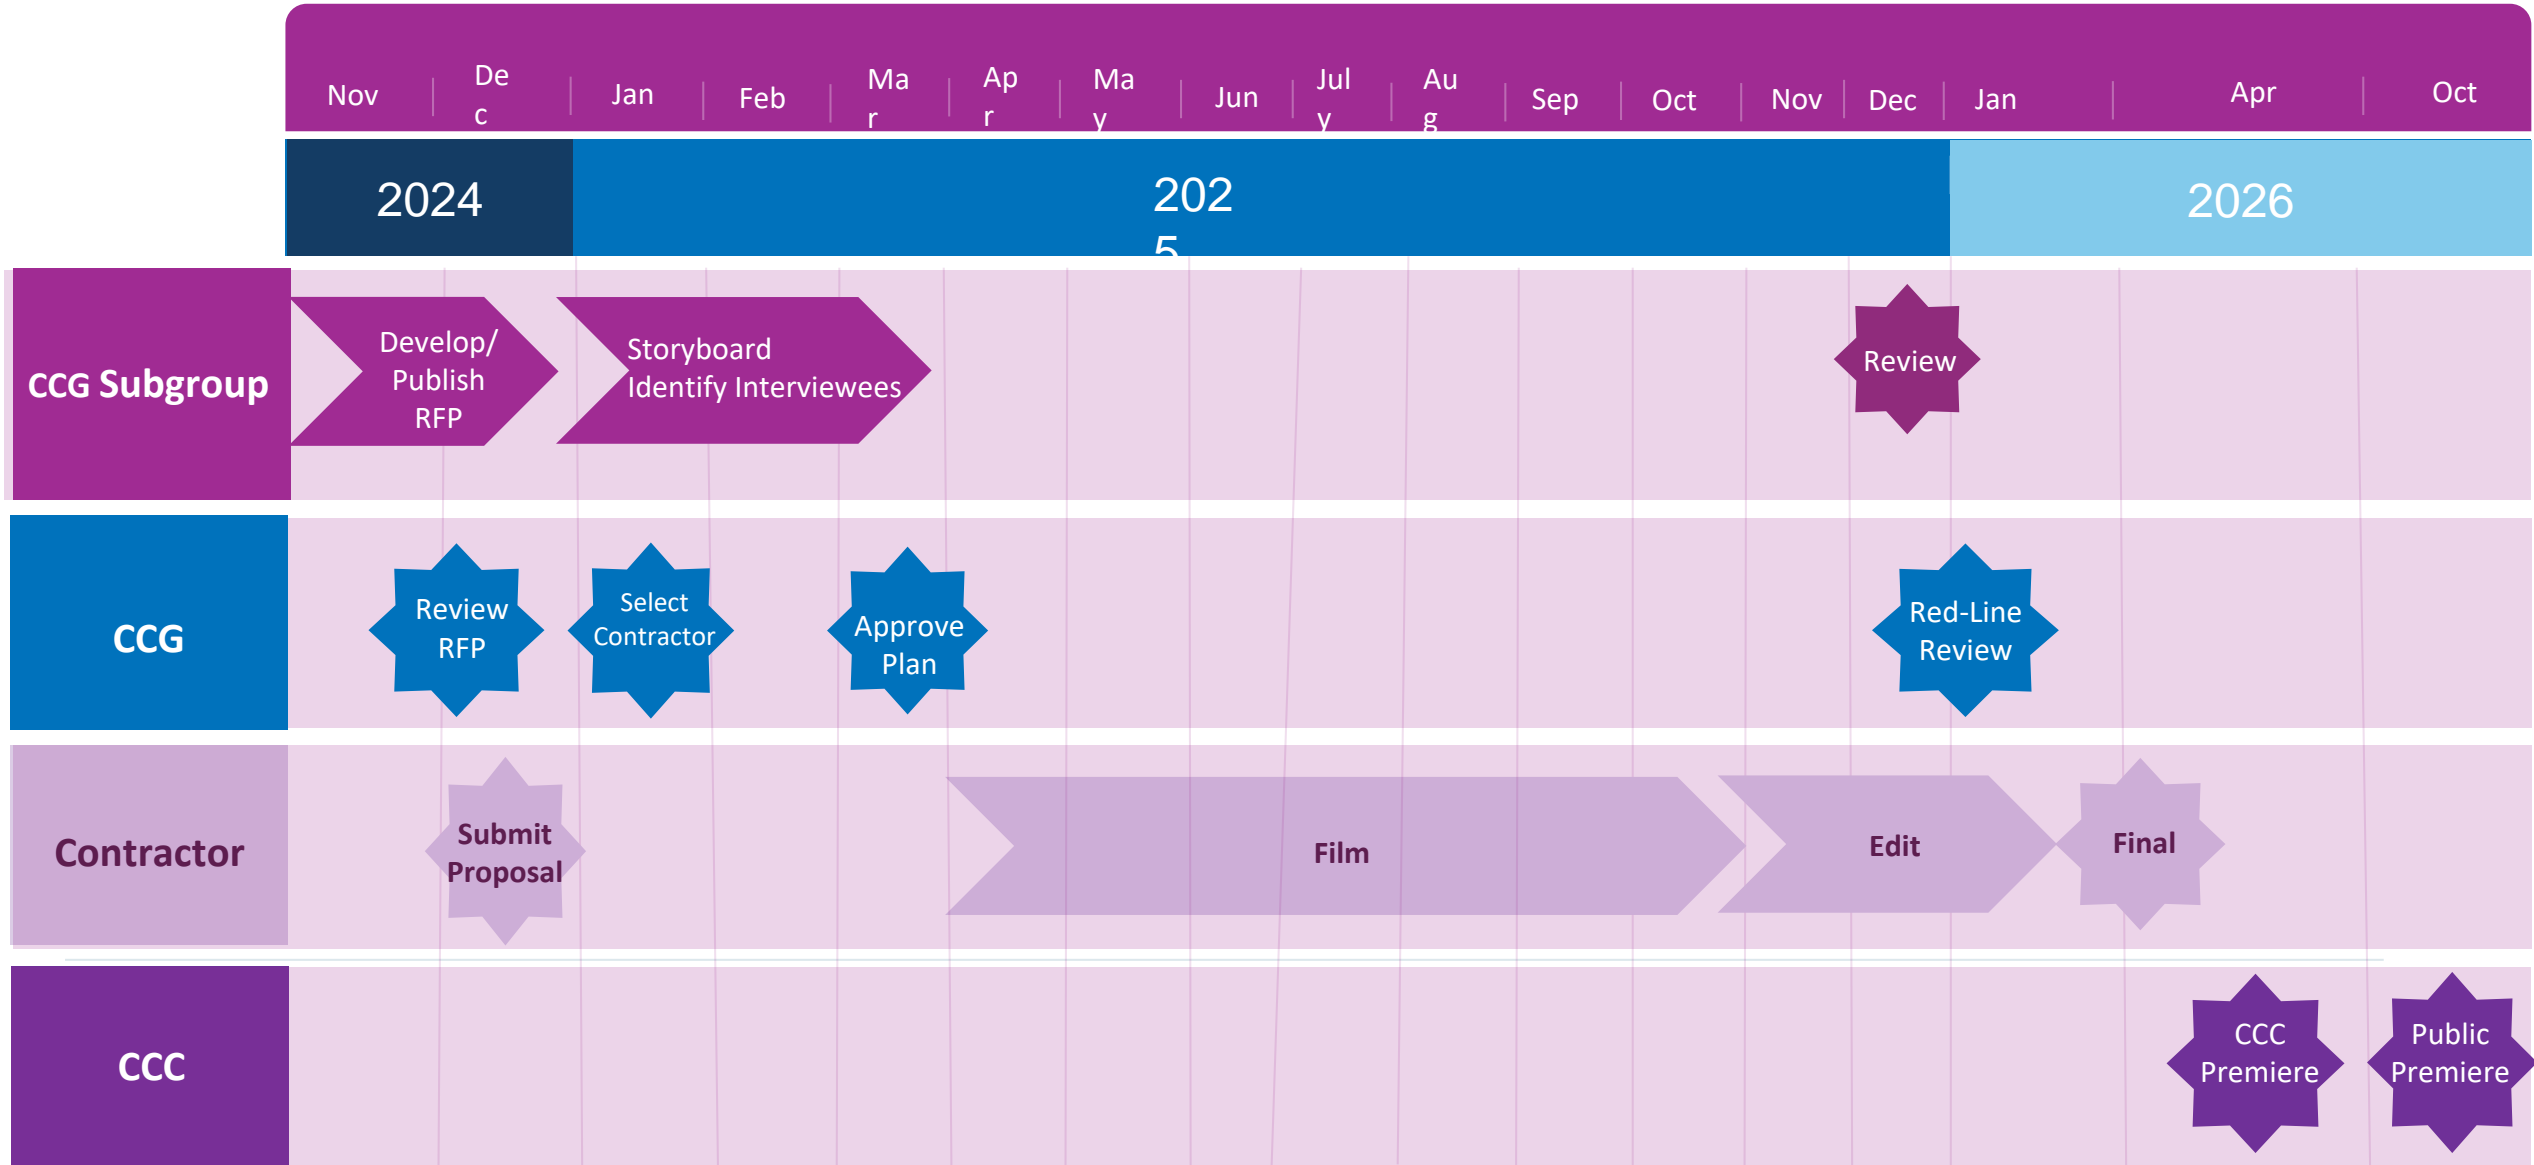 Nov
De
c
Jan
Feb
Ma
r
Ap
r
Ma
y
Jun
Jul
y
Au
g
Sep
Oct
Nov
Dec
Jan
Apr
Oct
2024
202
5
2026
CCG Subgroup
Develop/
Publish
RFP
Storyboard
Identify Interviewees
Review
CCG
Review
RFP
Select
Contractor
Approve
Plan
Red-Line
Review
Contractor
Submit
Proposal
Film
Edit
Final
CCC
CCC
Premiere
Public
Premiere